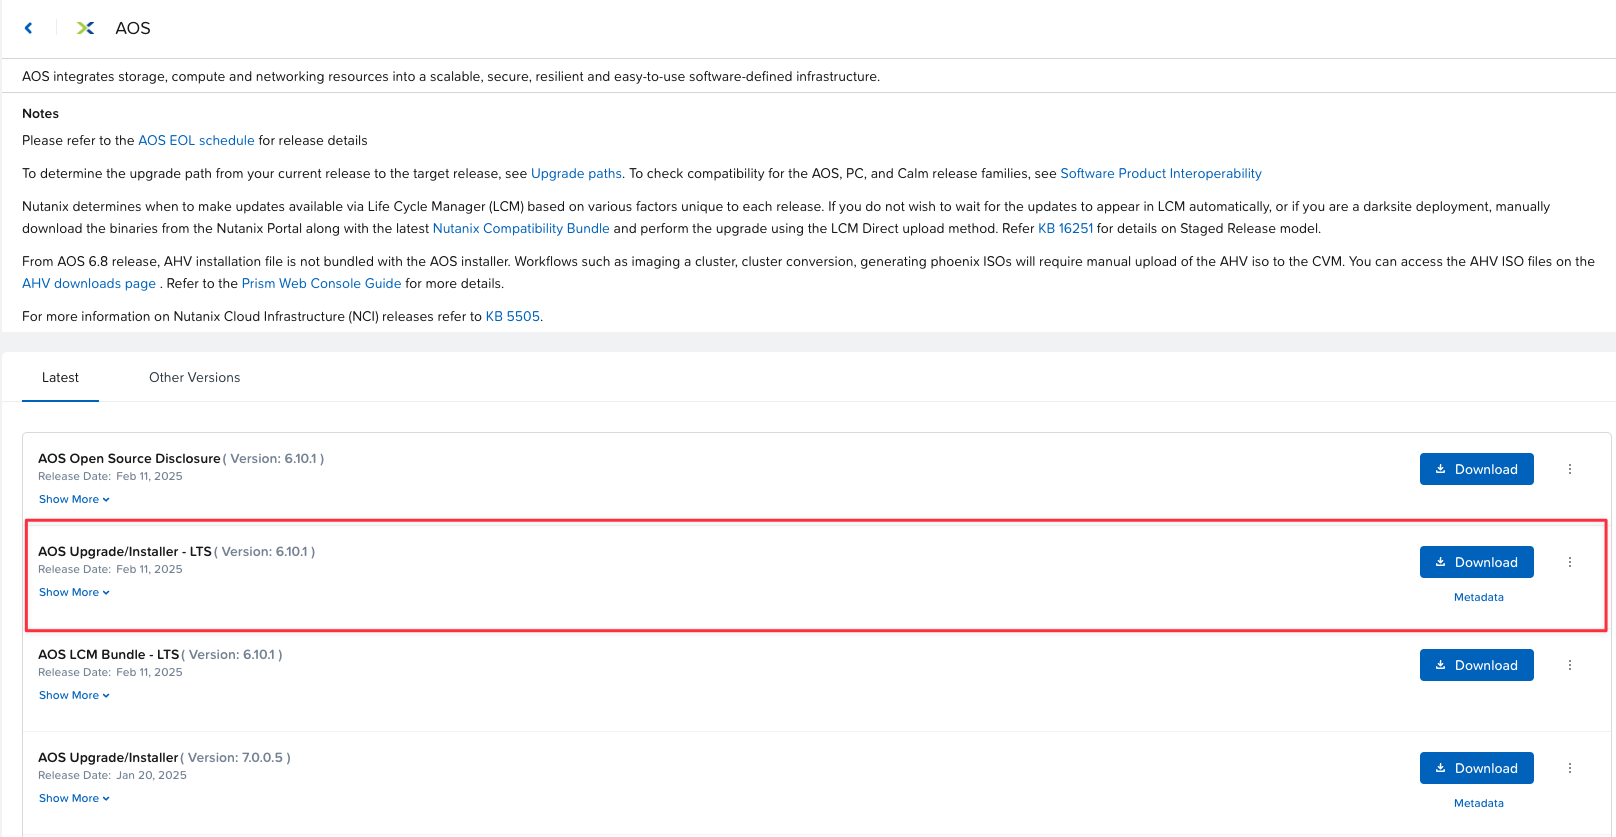 AOS
AOS integrates storage, compute and networking resources into a scalable, secure, resilient and easy-to-use software-defined infrastructure.
Notes
Please refer to the AOS EOL schedule for release details
To determine the upgrade path from your current release to the target release, see Upgrade paths. To check compatibility for the AOS, PC, and Calm release families, see Software Product Interoperability
Nutanix determines when to make updates available via Life Cycle Manager (LCM) based on various factors unique to each release. If you do not wish to wait for the updates to appear in LCM automatically, or if you are a darksite deployment, manually
download the binaries from the Nutanix Portal along with the latest Nutanix Compatibility Bundle and perform the upgrade using the LCM Direct upload method. Refer KB 16251 for details on Staged Release model.
From AOS 6.8 release, AHV installation file is not bundled with the AOS installer. Workflows such as imaging a cluster, cluster conversion, generating phoenix ISOs will require manual upload of the AHV iso to the CVM. You can access the AHV ISO files on the
AHV downloads page . Refer to the Prism Web Console Guide for more details.
For more information on Nutanix Cloud Infrastructure (NCI) releases refer to KB 5505.
Latest
Other Versions
AOS Open Source Disclosure ( Version: 6.10.1 )
Release Date: Feb 11, 2025
Show More
Download
AOS Upgrade/Installer - LTS ( Version: 6.10.1 )
Release Date: Feb 11, 2025
Show More
Download
Metadata
AOS LCM Bundle - LTS ( Version: 6.10.1 )
Release Date: Feb 11, 2025
Show More
Download
AOS Upgrade/Installer ( Version: 7.0.0.5 )
Release Date: Jan 20, 2025
Show More
Download
Metadata